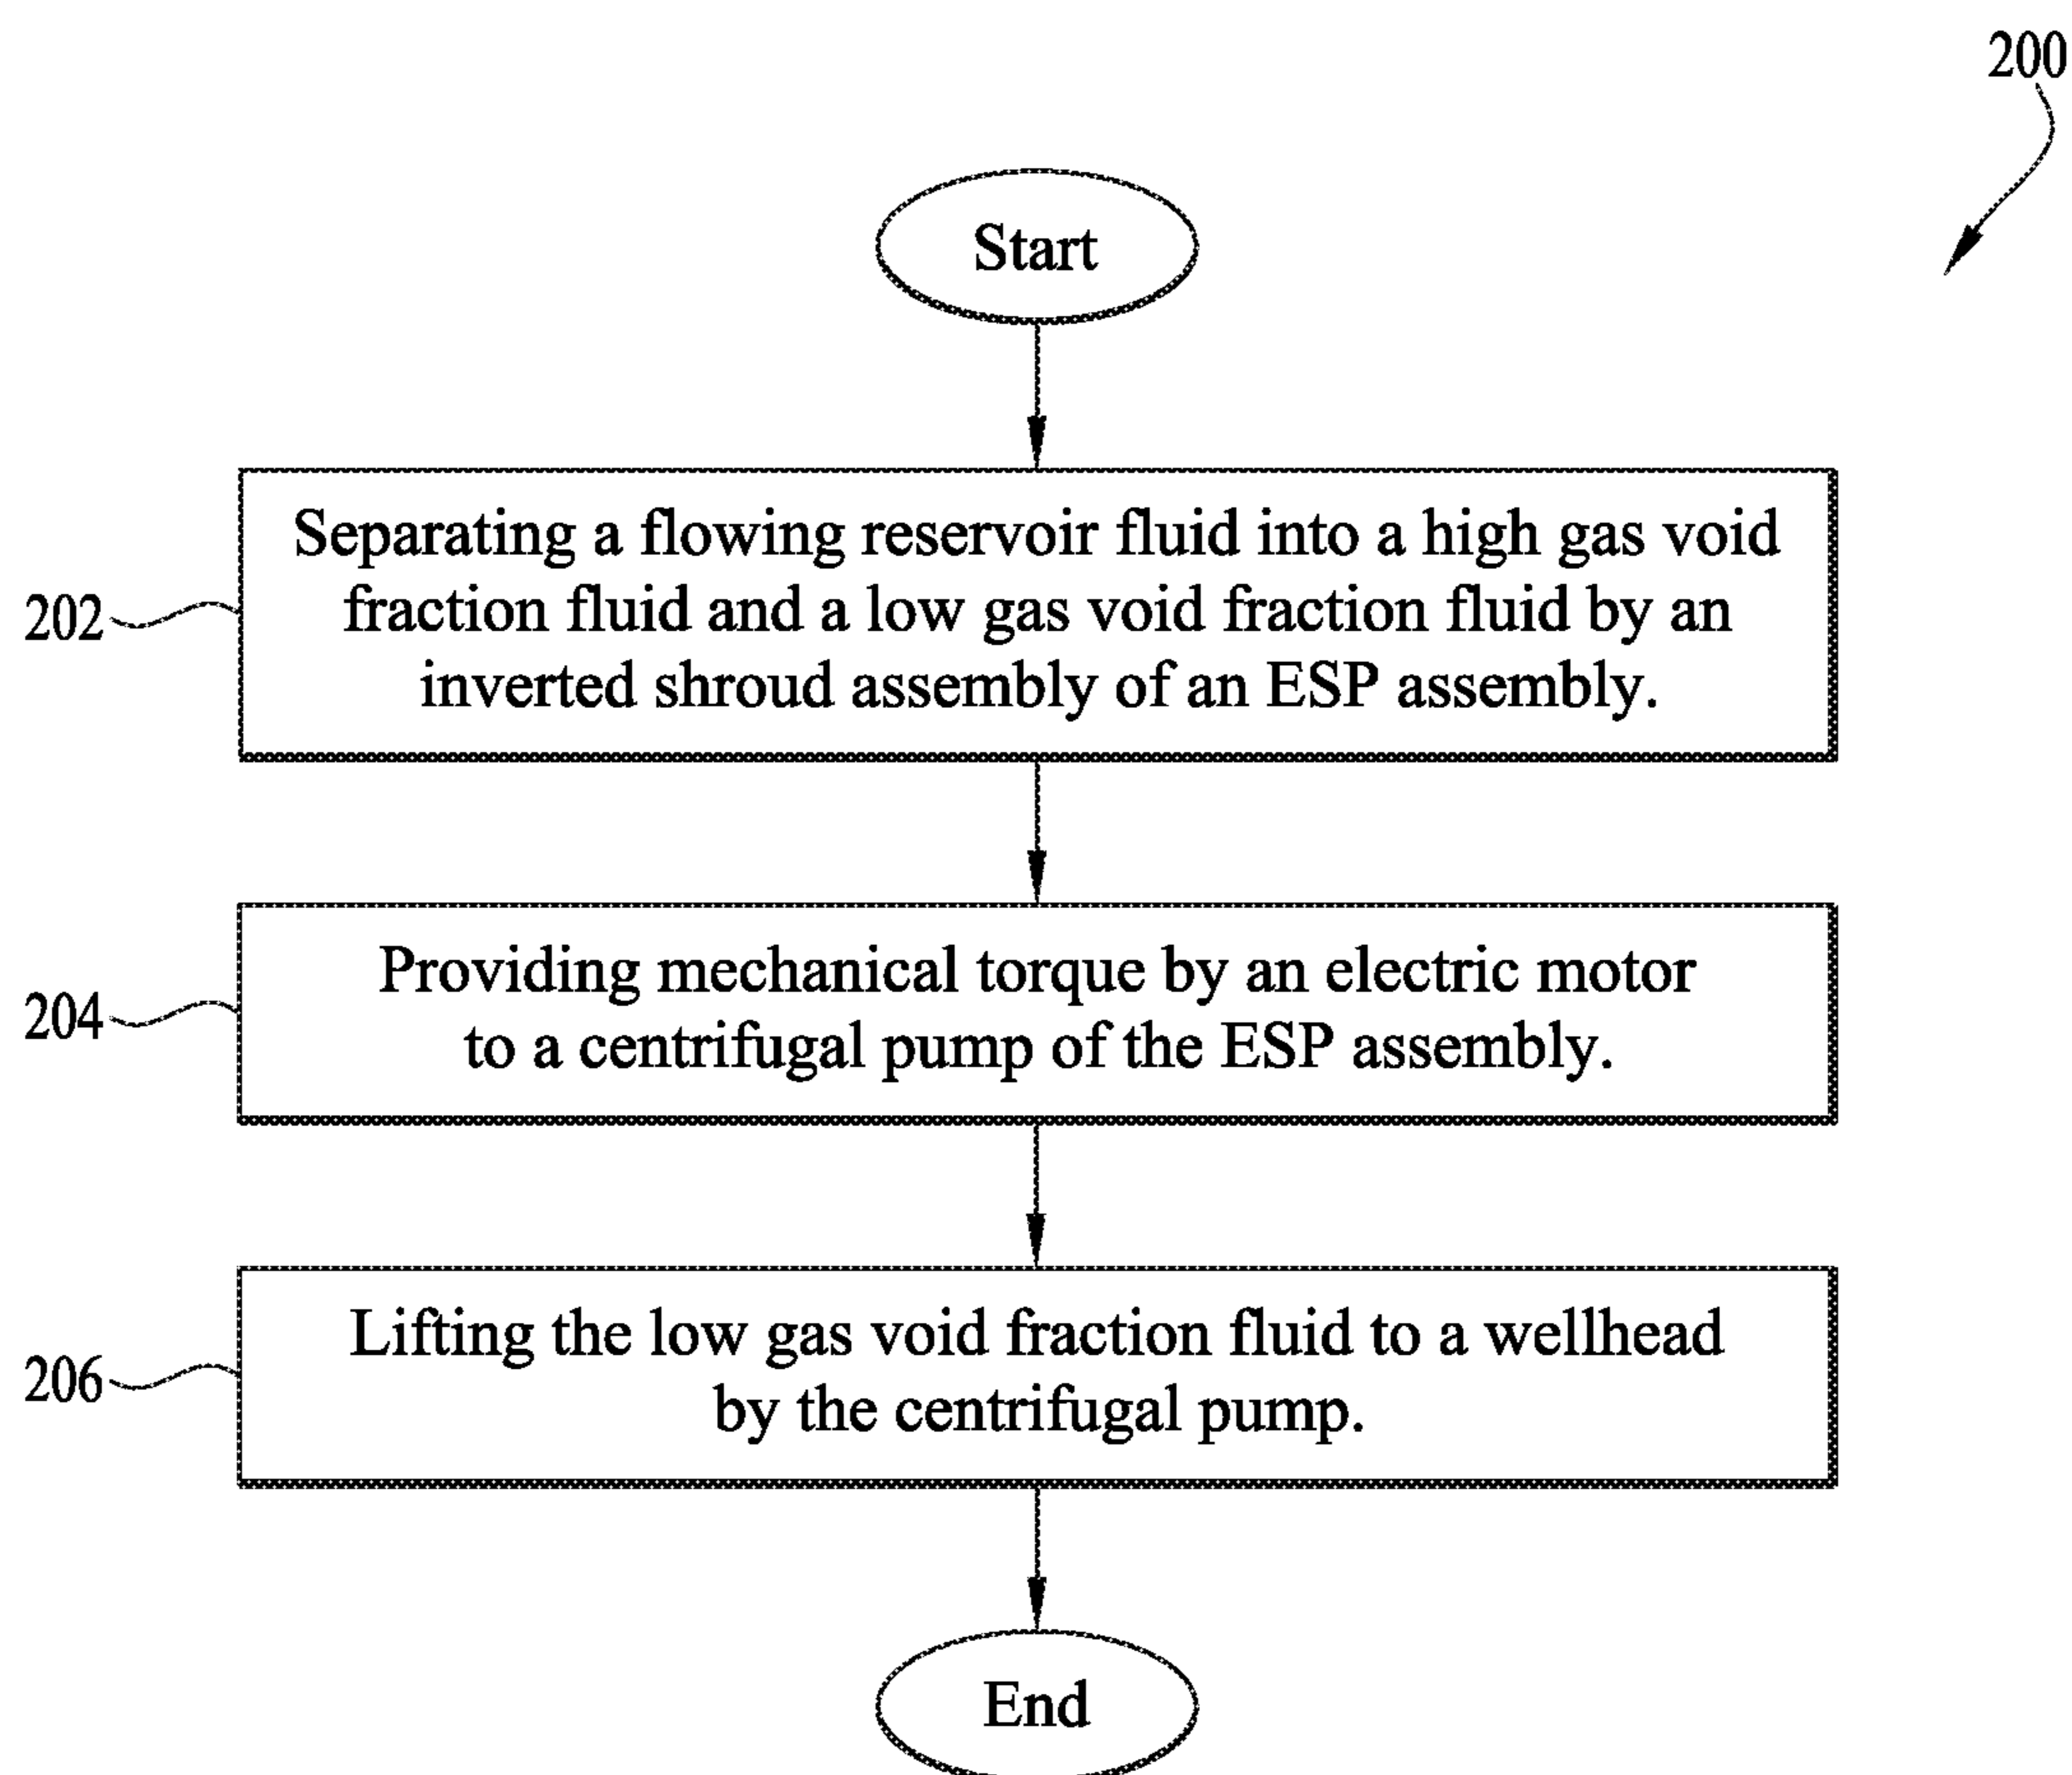 200
Start
202
Separating a flowing reservoir fluid into a high gas void
fraction fluid and a low gas void fraction fluid by an
inverted shroud assembly of an ESP assembly.
204
Providing mechanical torque by an electric motor
to a centrifugal pump of the ESP assembly.
206
Lifting the low gas void fraction fluid to a wellhead
by the centrifugal pump.
End